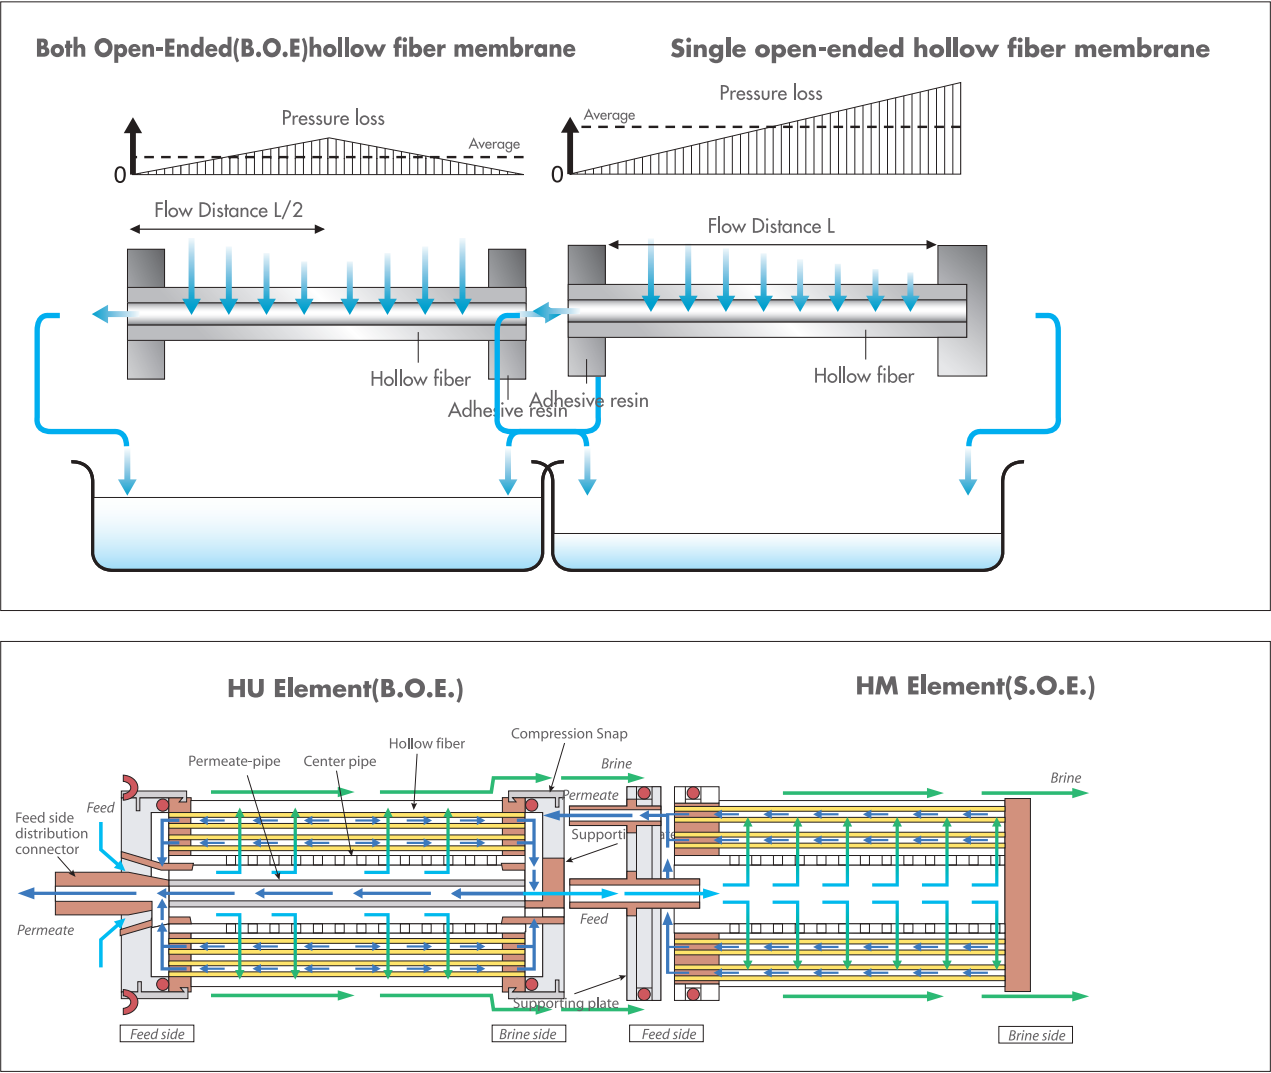 Both Open-Ended(B.O.E)hollow fiber membrane
Single open-ended hollow fiber membrane
Pressure loss
Average
0
Flow Distance L/2
Hollow fiber
Adhesive resin
Pressure loss
Average
0
Flow Distance L
Hollow fiber
Adhesive resin
HU Element(B.O.E.)
HM Element(S.O.E.)
Compression Snap
Hollow fiber
Permeate-pipe
Center pipe
Brine
Brine
Feed
Permeate
Feed side
distribution
connector
Supporting plate
Permeate
Feed
Supporting plate
Feed side
Brine side
Feed side
Brine side